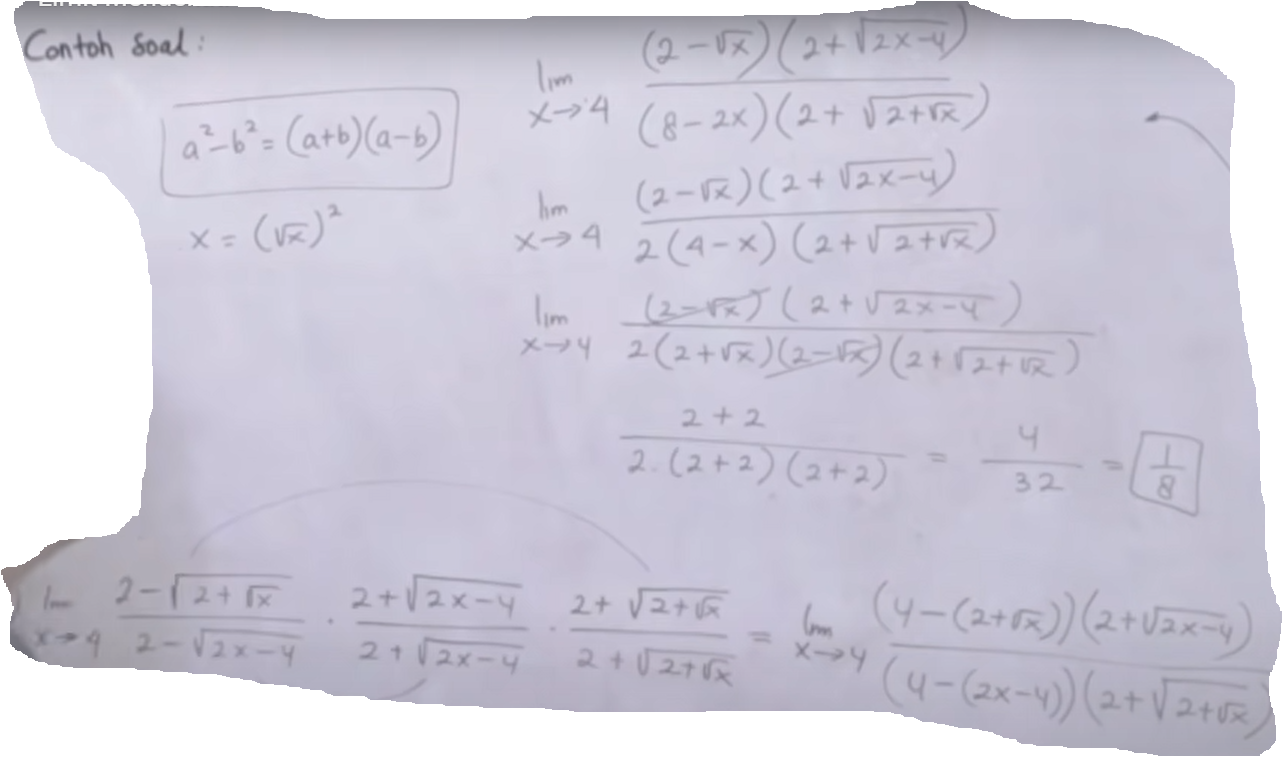 Contoh Soal :
a² - b² = (a+b)(a-b)
x = (√x)²
lim x→4 (2-√x)(2+√(2x-4)) / (8-2x)(2+√(2+√x))
lim x→4 (2-√x)(2+√(2x-4)) / 2(4-x)(2+√(2+√x))
lim x→4 (2-√x)(2+√(2x-4)) / 2(2+√x)(2-√x)(2+√(2+√x))
2+2 / 2.(2+2)(2+2) = 4/32 = 1/8
lim x→4 2-√(2+√x) / 2-√(2x-4) . 2+√(2x-4) / 2+√(2x-4) . 2+√(2+√x) / 2+√(2+√x) = lim x→4 (4-(2+√x))(2+√(2x-4)) / (4-(2x-4))(2+√(2+√x))